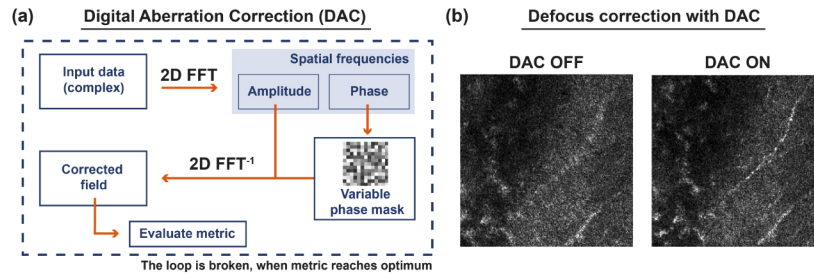 (a)
Digital Aberration Correction (DAC)
Input data
(complex)
2D FFT
Spatial frequencies
Amplitude
Phase
Corrected
field
2D FFT⁻¹
Variable
phase mask
Evaluate metric
The loop is broken, when metric reaches optimum
(b)
Defocus correction with DAC
DAC OFF
DAC ON